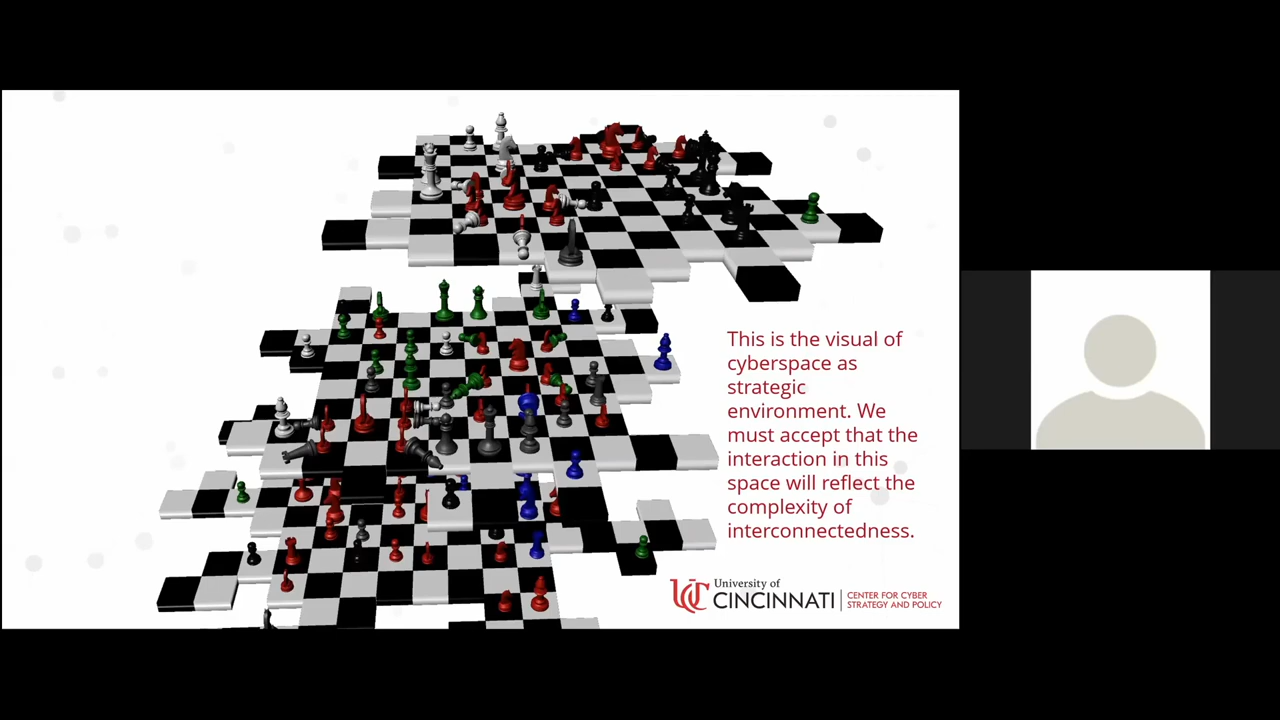 This is the visual of
cyberspace as
strategic
environment. We
must accept that the
interaction in this
space will reflect the
complexity of
interconnectedness.
UC
University of
CINCINNATI
CENTER FOR CYBER
STRATEGY AND POLICY